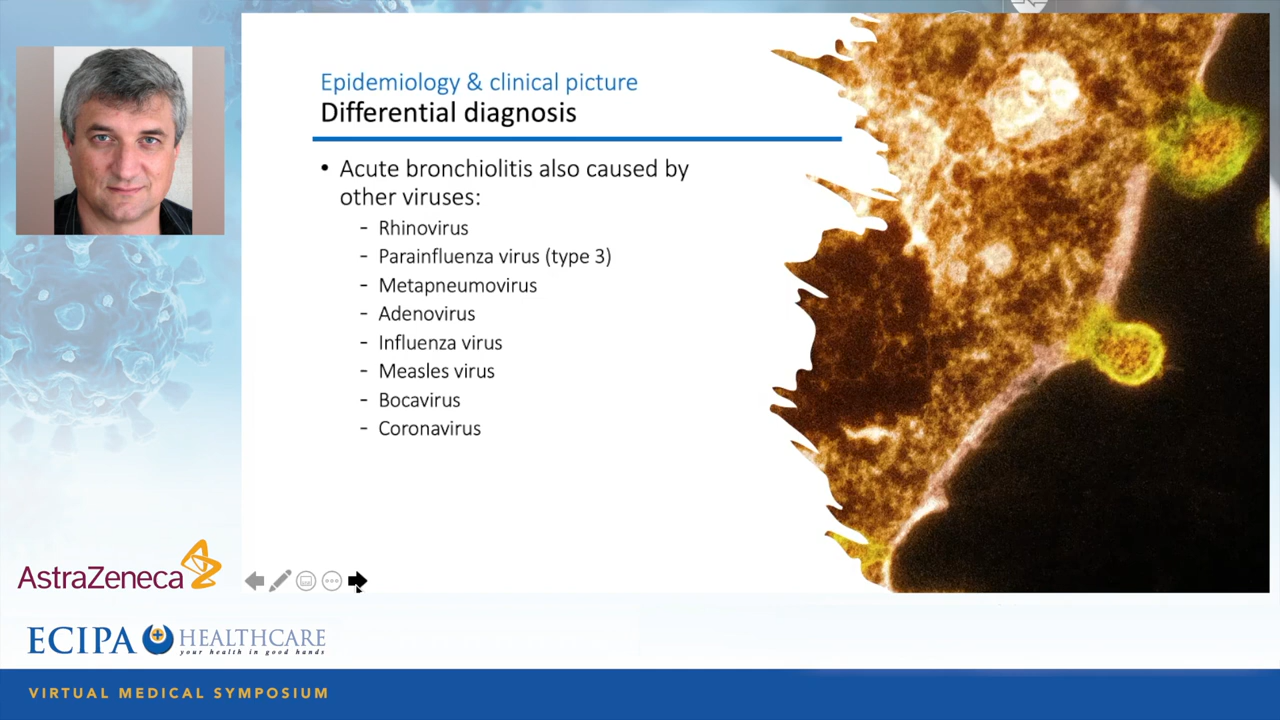 Epidemiology & clinical picture
Differential diagnosis
• Acute bronchiolitis also caused by
other viruses:
- Rhinovirus
- Parainfluenza virus (type 3)
- Metapneumovirus
- Adenovirus
- Influenza virus
- Measles virus
- Bocavirus
- Coronavirus
AstraZeneca
ECIPA HEALTHCARE
your health in good hands
VIRTUAL MEDICAL SYMPOSIUM